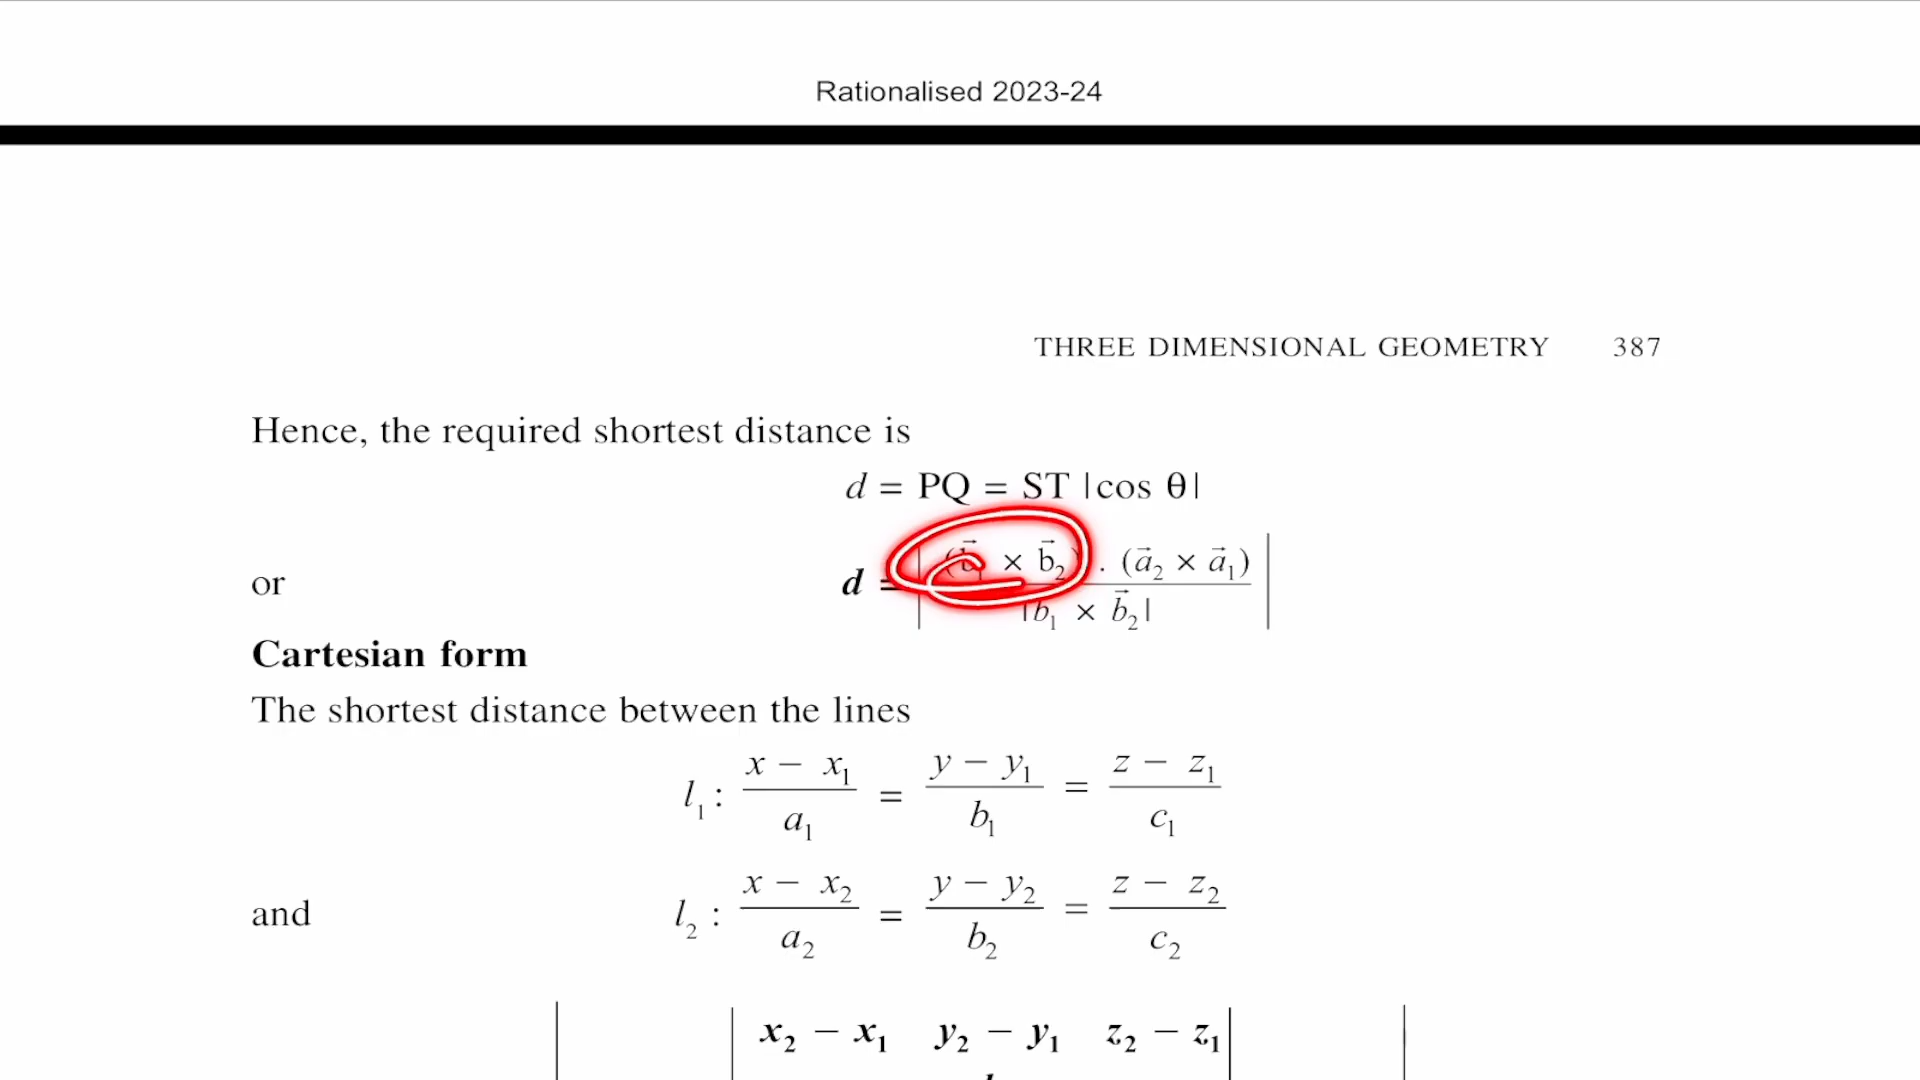 Rationalised 2023-24
THREE DIMENSIONAL GEOMETRY 387
Hence, the required shortest distance is
d = PQ = ST |cos θ|
or d = | (b⃗₁ × b⃗₂) . (a⃗₂ × a⃗₁) / |b⃗₁ × b⃗₂| |
Cartesian form
The shortest distance between the lines
l₁ : (x − x₁)/a₁ = (y − y₁)/b₁ = (z − z₁)/c₁
and l₂ : (x − x₂)/a₂ = (y − y₂)/b₂ = (z − z₂)/c₂
x₂ − x₁ y₂ − y₁ z₂ − z₁